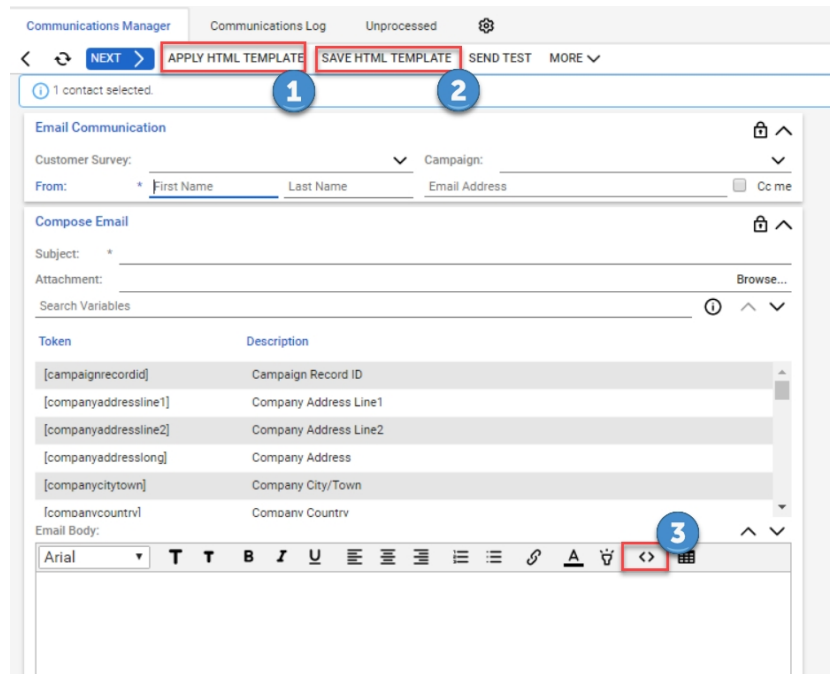 Communications Manager Communications Log Unprocessed
NEXT APPLY HTML TEMPLATE SAVE HTML TEMPLATE SEND TEST MORE
1 2
1 contact selected.
Email Communication
Customer Survey: Campaign:
From: * First Name Last Name Email Address Cc me
Compose Email
Subject: *
Attachment: Browse...
Search Variables
Token Description
[campaignrecordid] Campaign Record ID
[companyaddressline1] Company Address Line1
[companyaddressline2] Company Address Line2
[companyaddresslong] Company Address
[companycitytown] Company City/Town
[companycountry] Company Country
Email Body:
3
Arial T T B I U A <>